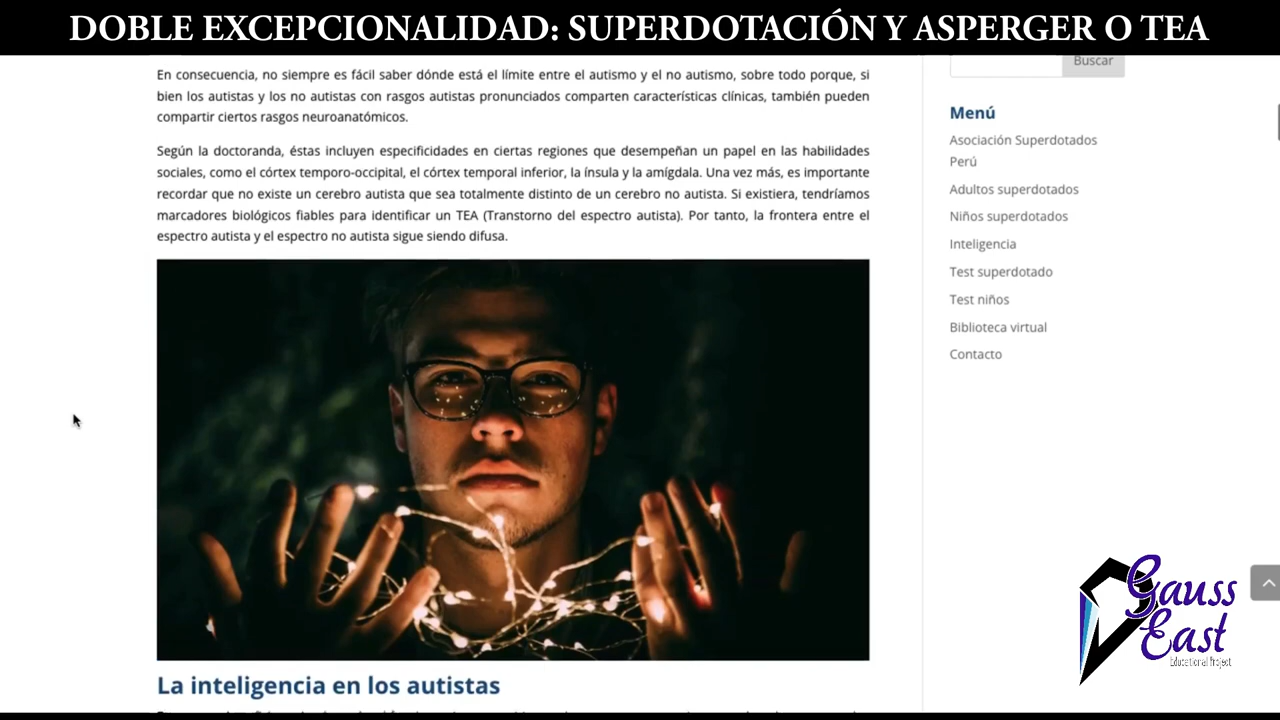 DOBLE EXCEPCIONALIDAD: SUPERDOTACIÓN Y ASPERGER O TEA
En consecuencia, no siempre es fácil saber dónde está el límite entre el autismo y el no autismo, sobre todo porque, si
bien los autistas y los no autistas con rasgos autistas pronunciados comparten características clínicas, también pueden
compartir ciertos rasgos neuroanatómicos.
Según la doctoranda, éstas incluyen especificidades en ciertas regiones que desempeñan un papel en las habilidades
sociales, como el córtex temporo-occipital, el córtex temporal inferior, la ínsula y la amígdala. Una vez más, es importante
recordar que no existe un cerebro autista que sea totalmente distinto de un cerebro no autista. Si existiera, tendríamos
marcadores biológicos fiables para identificar un TEA (Transtorno del espectro autista). Por tanto, la frontera entre el
espectro autista y el espectro no autista sigue siendo difusa.
La inteligencia en los autistas
Buscar
Menú
Asociación Superdotados
Perú
Adultos superdotados
Niños superdotados
Inteligencia
Test superdotado
Test niños
Biblioteca virtual
Contacto
Gauss
East
Educational Project